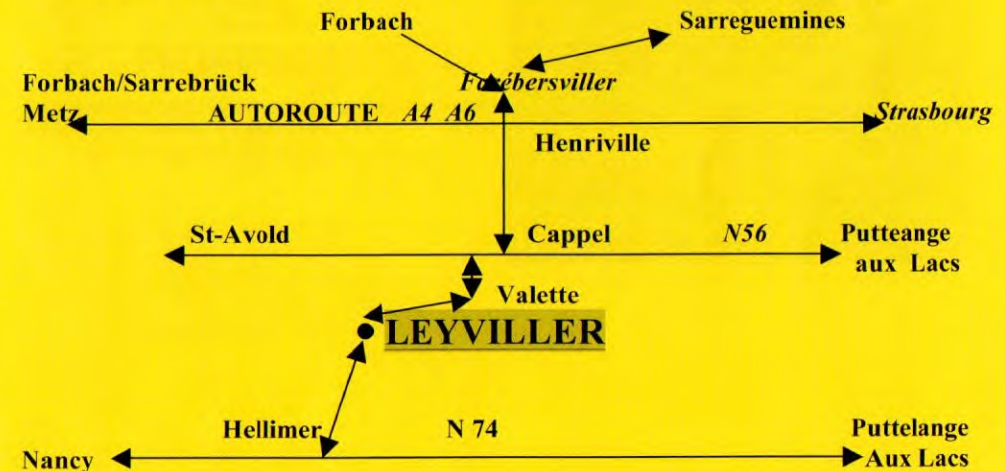 Forbach Sarreguemines
Forbach/Sarrebrück Farébersviller
Metz AUTOROUTE A4 A6 Strasbourg
Henriville
St-Avold Cappel N56 Putteange
aux Lacs
Valette
LEYVILLER
Hellimer N 74 Puttelange
Nancy Aux Lacs